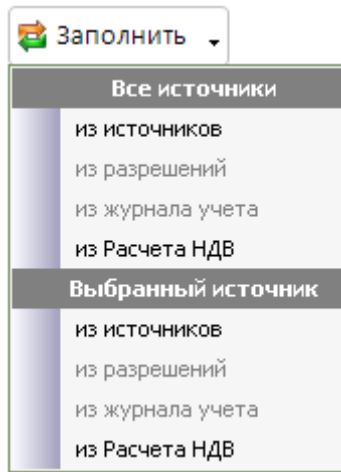 Заполнить
Все источники
из источников
из разрешений
из журнала учета
из Расчета НДВ
Выбранный источник
из источников
из разрешений
из журнала учета
из Расчета НДВ